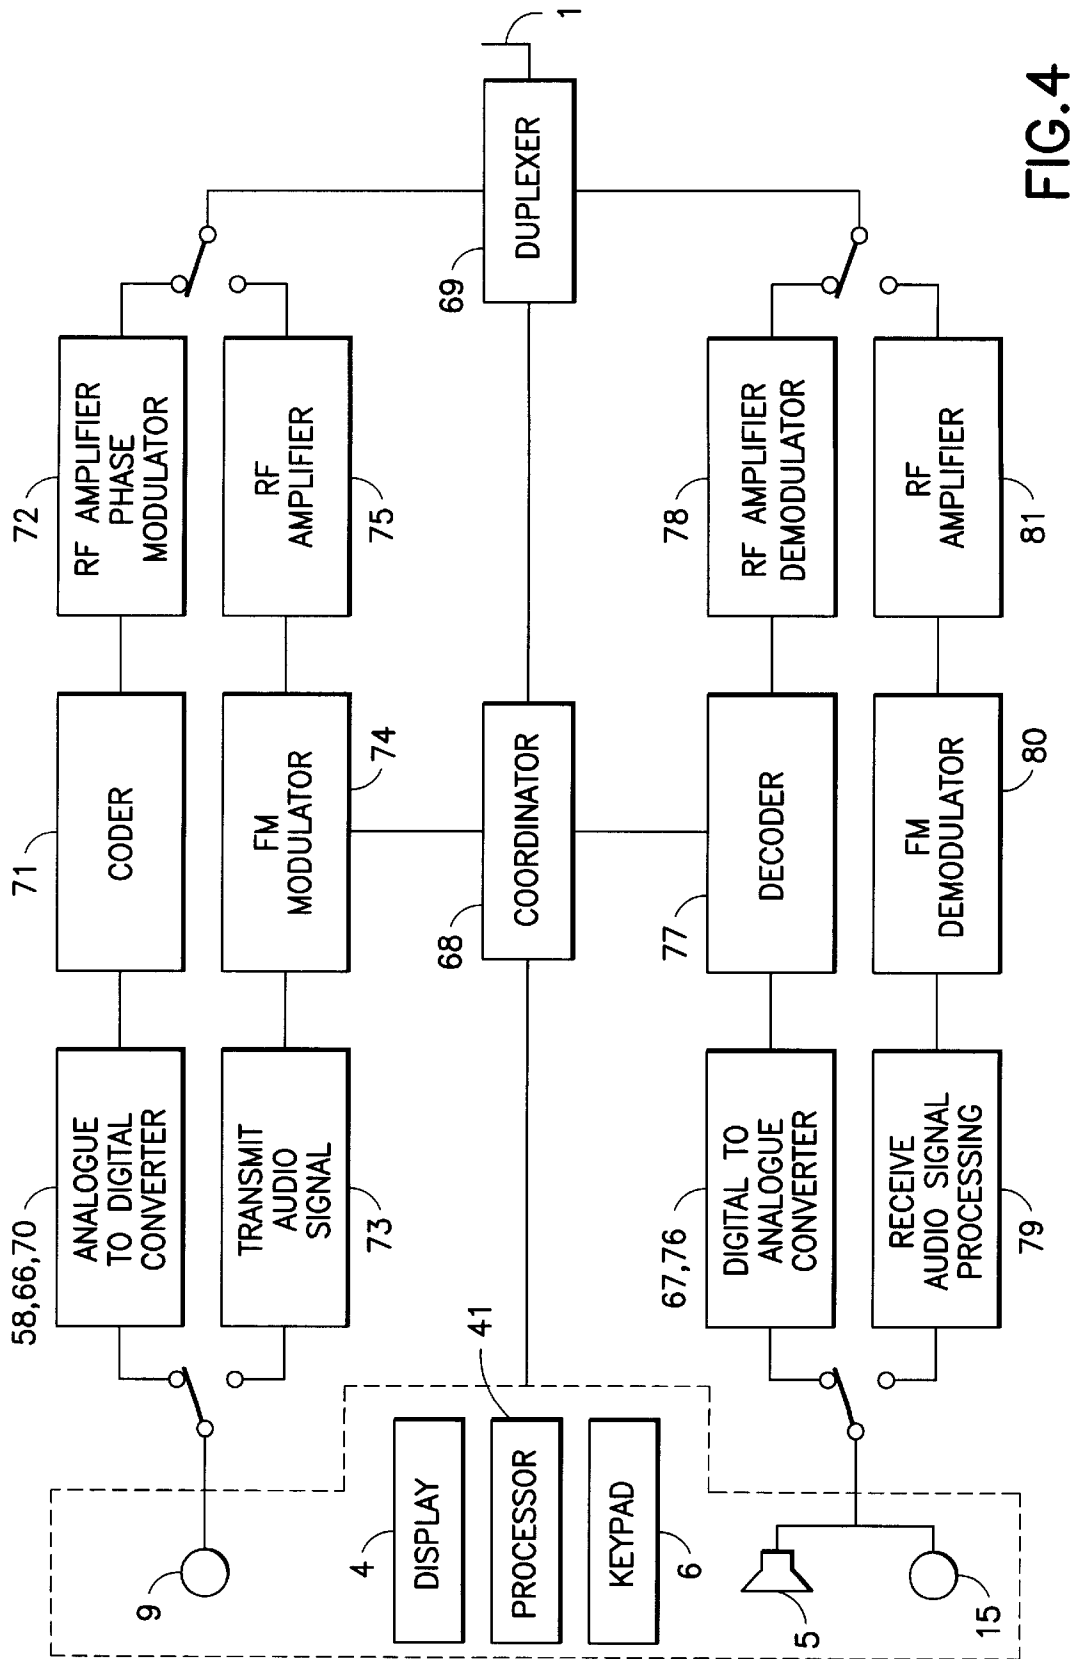 58,66,70
ANALOGUE
TO DIGITAL
CONVERTER
71
CODER
72
RF AMPLIFIER
PHASE
MODULATOR
9
TRANSMIT
AUDIO
SIGNAL
73
FM
MODULATOR
74
RF
AMPLIFIER
75
4
DISPLAY
41
PROCESSOR
KEYPAD
6
68
COORDINATOR
69
DUPLEXER
1
67,76
DIGITAL TO
ANALOGUE
CONVERTER
77
DECODER
78
RF AMPLIFIER
DEMODULATOR
5
15
RECEIVE
AUDIO SIGNAL
PROCESSING
79
FM
DEMODULATOR
80
RF
AMPLIFIER
81
FIG.4